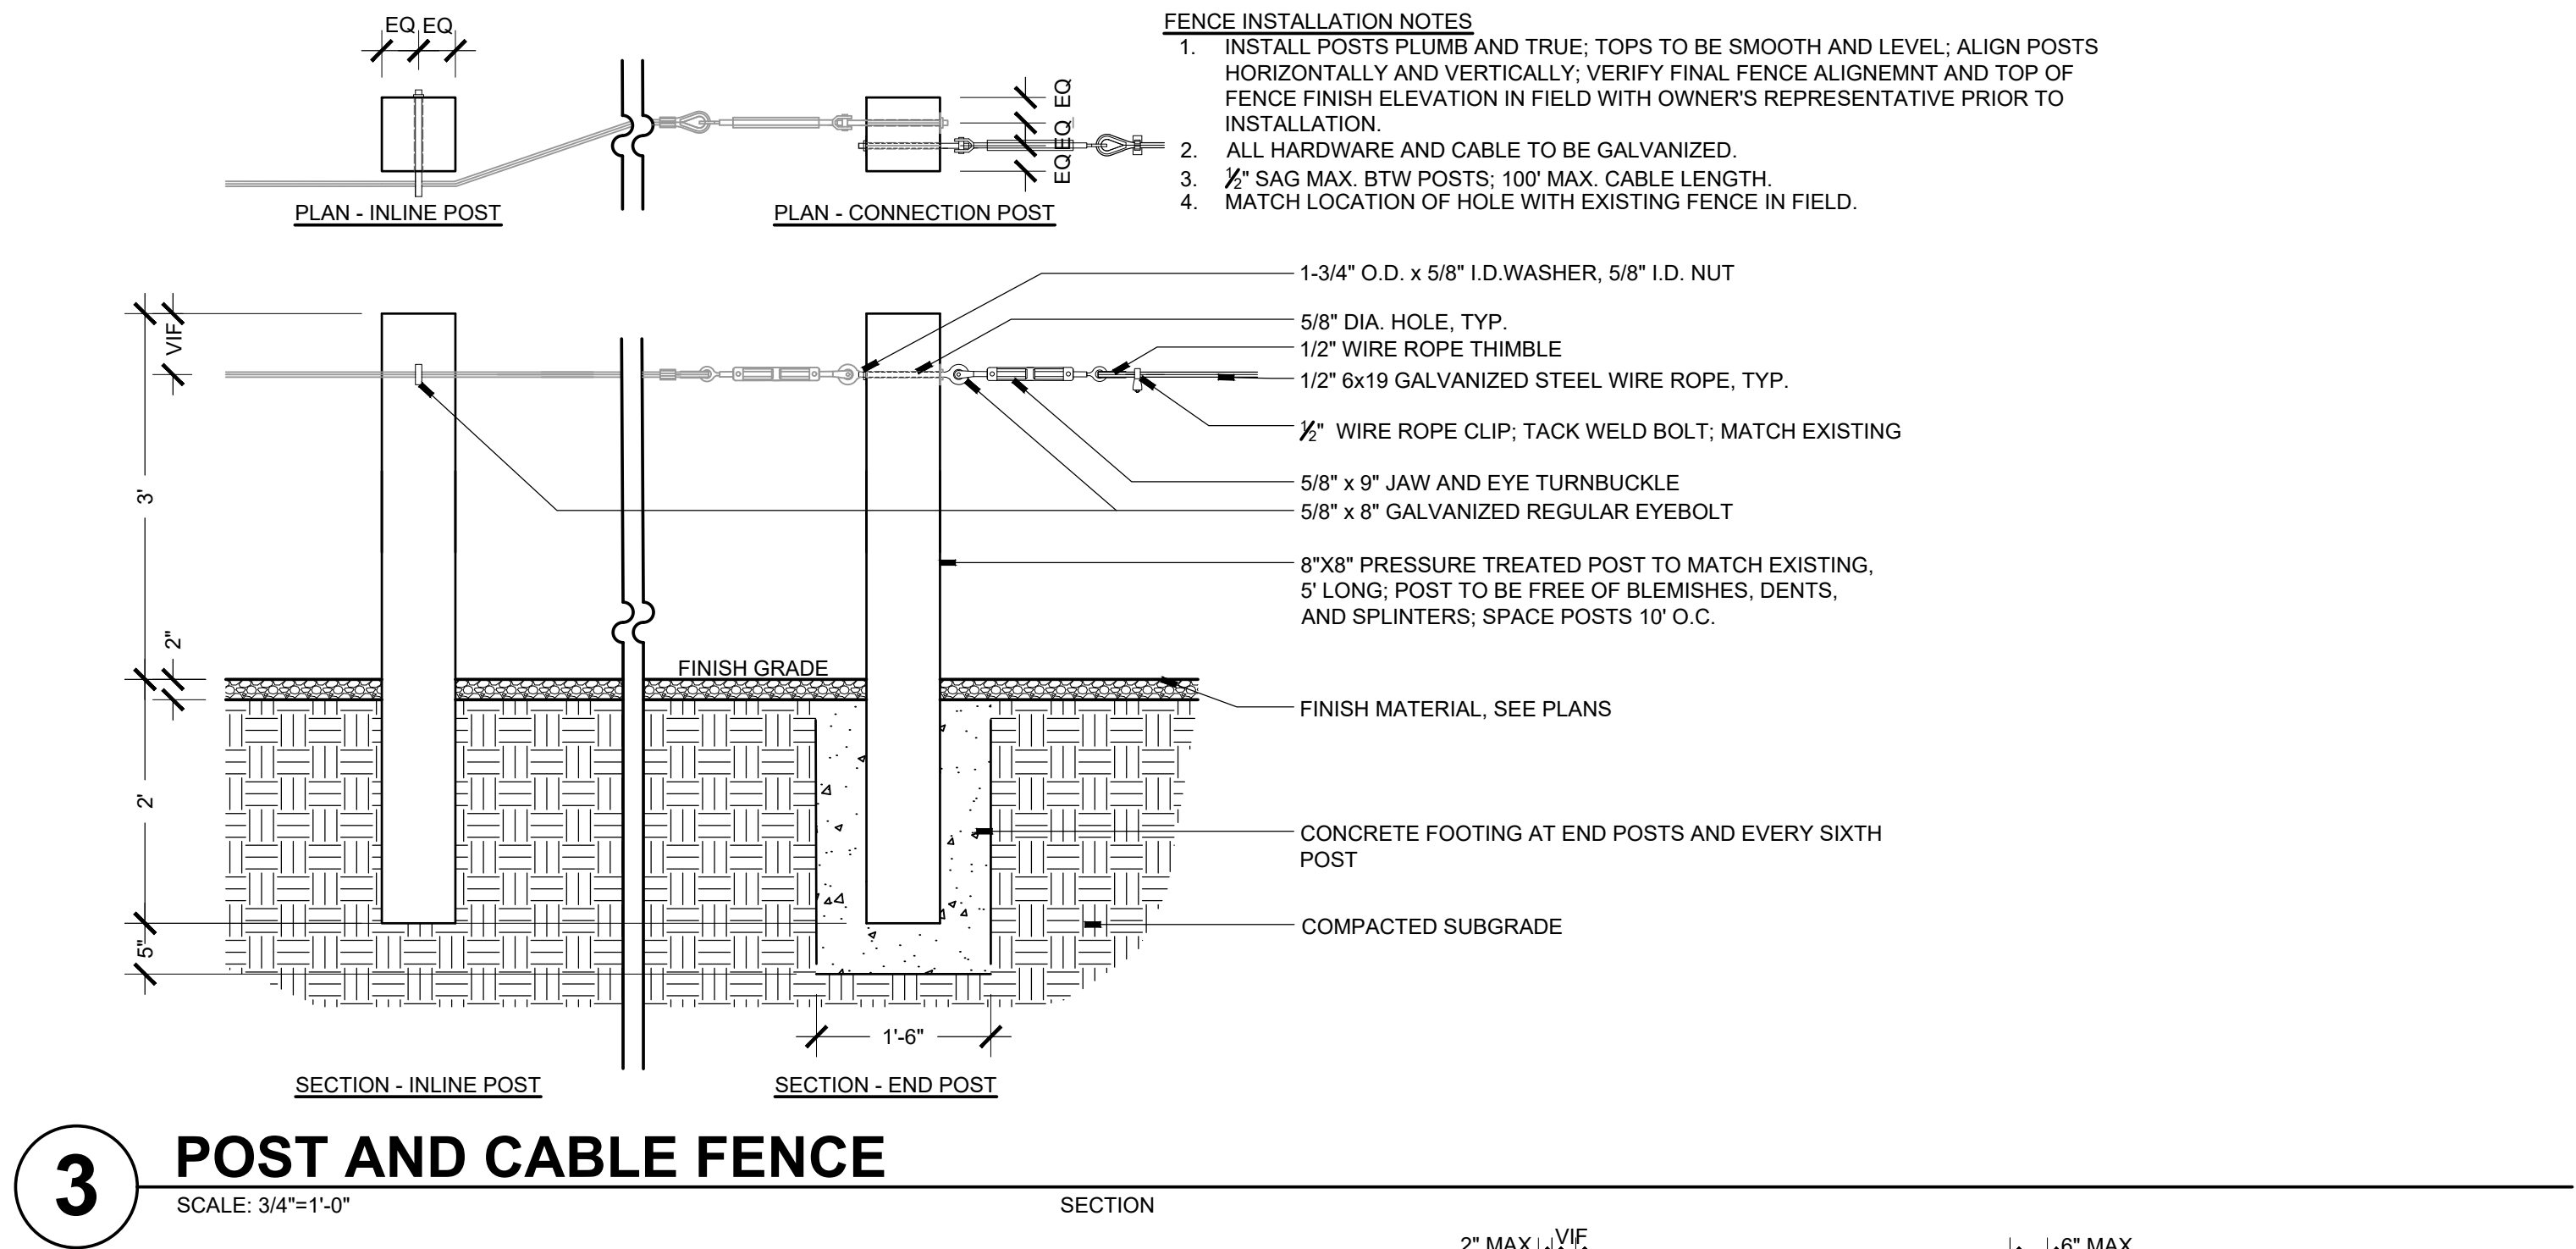 EQ EQ
EQ
EQ
EQ
PLAN - INLINE POST
PLAN - CONNECTION POST
FENCE INSTALLATION NOTES
1. INSTALL POSTS PLUMB AND TRUE; TOPS TO BE SMOOTH AND LEVEL; ALIGN POSTS
HORIZONTALLY AND VERTICALLY; VERIFY FINAL FENCE ALIGNEMNT AND TOP OF
FENCE FINISH ELEVATION IN FIELD WITH OWNER'S REPRESENTATIVE PRIOR TO
INSTALLATION.
2. ALL HARDWARE AND CABLE TO BE GALVANIZED.
3. ½" SAG MAX. BTW POSTS; 100' MAX. CABLE LENGTH.
4. MATCH LOCATION OF HOLE WITH EXISTING FENCE IN FIELD.
1-3/4" O.D. x 5/8" I.D.WASHER, 5/8" I.D. NUT
5/8" DIA. HOLE, TYP.
1/2" WIRE ROPE THIMBLE
1/2" 6x19 GALVANIZED STEEL WIRE ROPE, TYP.
½" WIRE ROPE CLIP; TACK WELD BOLT; MATCH EXISTING
5/8" x 9" JAW AND EYE TURNBUCKLE
5/8" x 8" GALVANIZED REGULAR EYEBOLT
8"X8" PRESSURE TREATED POST TO MATCH EXISTING,
5' LONG; POST TO BE FREE OF BLEMISHES, DENTS,
AND SPLINTERS; SPACE POSTS 10' O.C.
FINISH MATERIAL, SEE PLANS
CONCRETE FOOTING AT END POSTS AND EVERY SIXTH
POST
COMPACTED SUBGRADE
VIF
3'
2"
FINISH GRADE
2'
5"
1'-6"
SECTION - INLINE POST
SECTION - END POST
3
POST AND CABLE FENCE
SCALE: 3/4"=1'-0"
SECTION
2" MAX
VIF
6" MAX